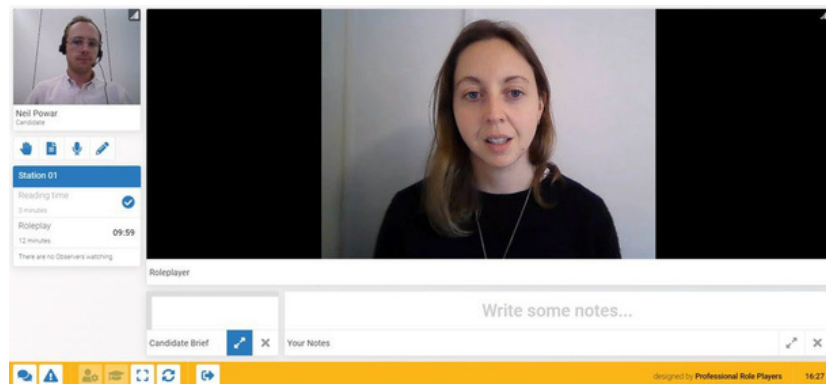 Neil Powar
Candidate
Station 01
Reading time
3 minutes
Roleplay
12 minutes
09:59
There are no Observers watching
Roleplayer
Candidate Brief
Write some notes...
Your Notes
designed by Professional Role Players
16:27